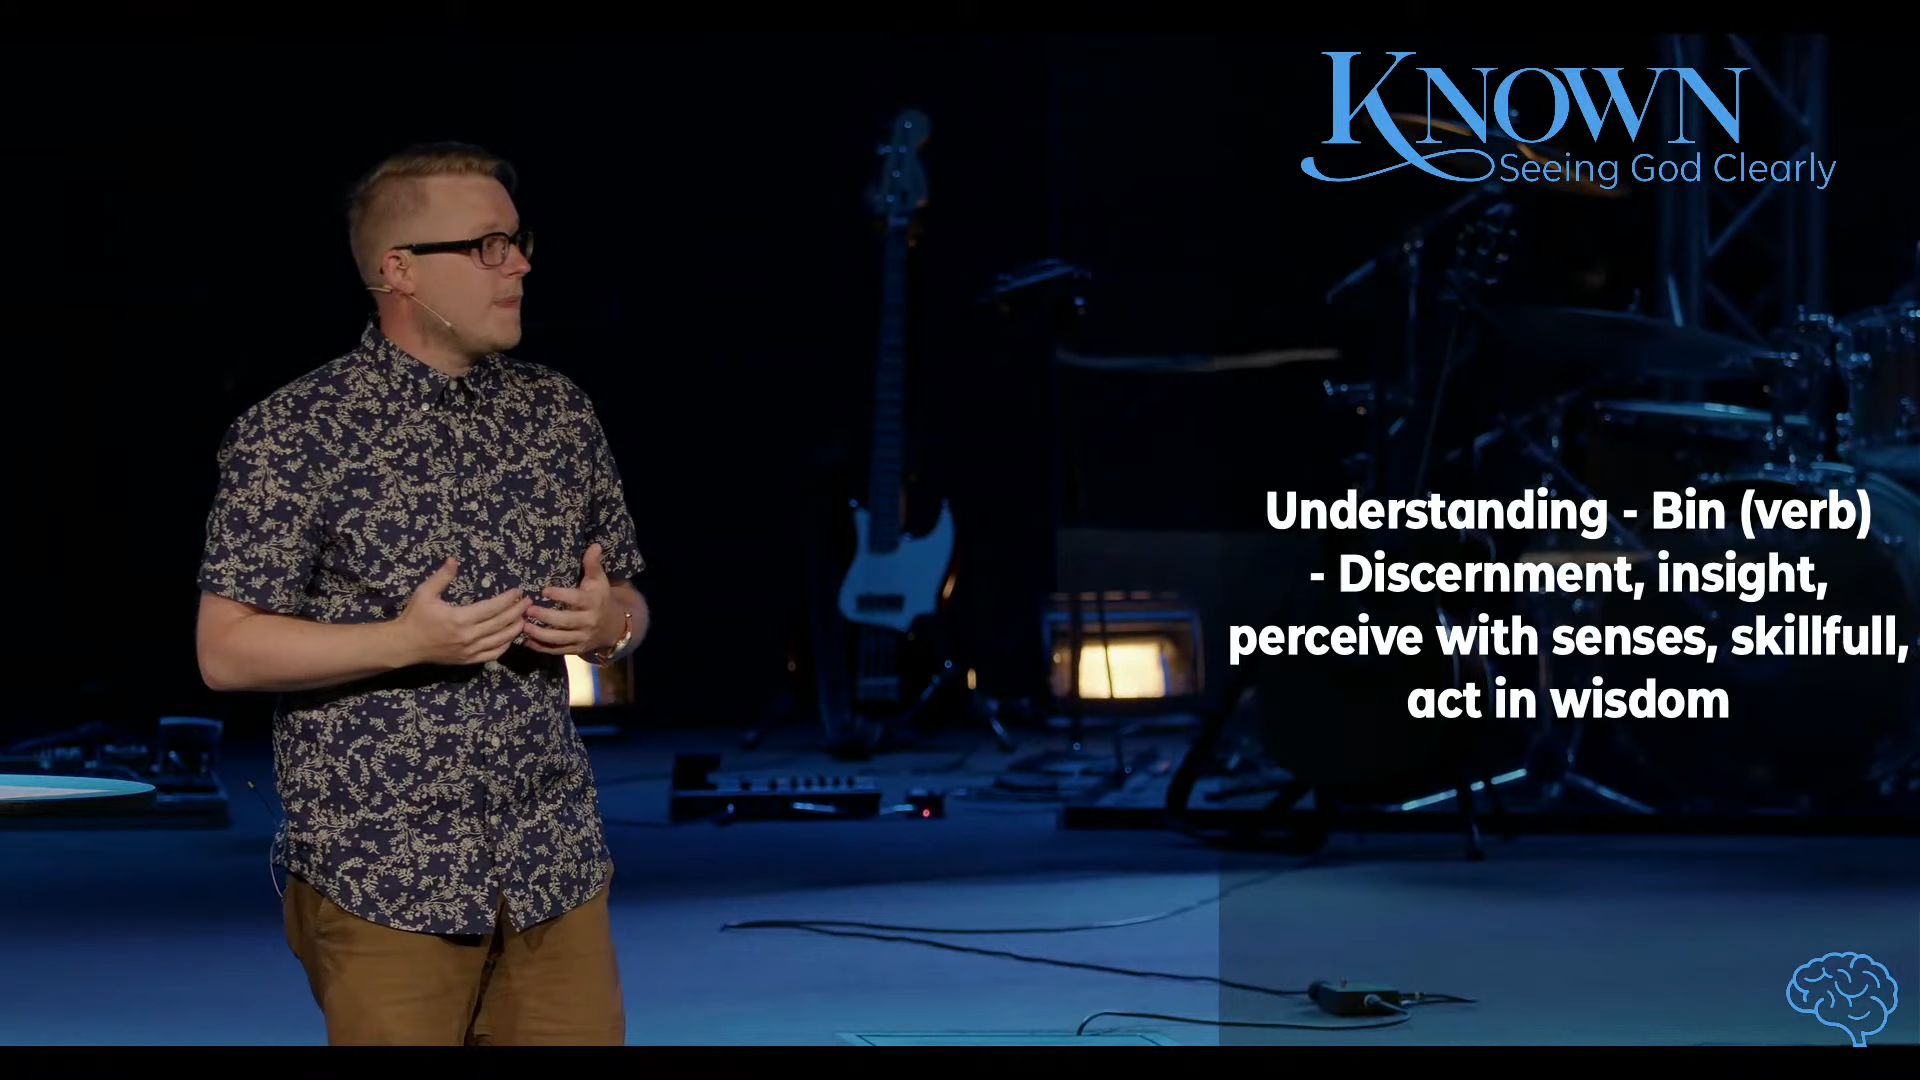 KNOWN
Seeing God Clearly
Understanding - Bin (verb)
- Discernment, insight,
perceive with senses, skillfull,
act in wisdom